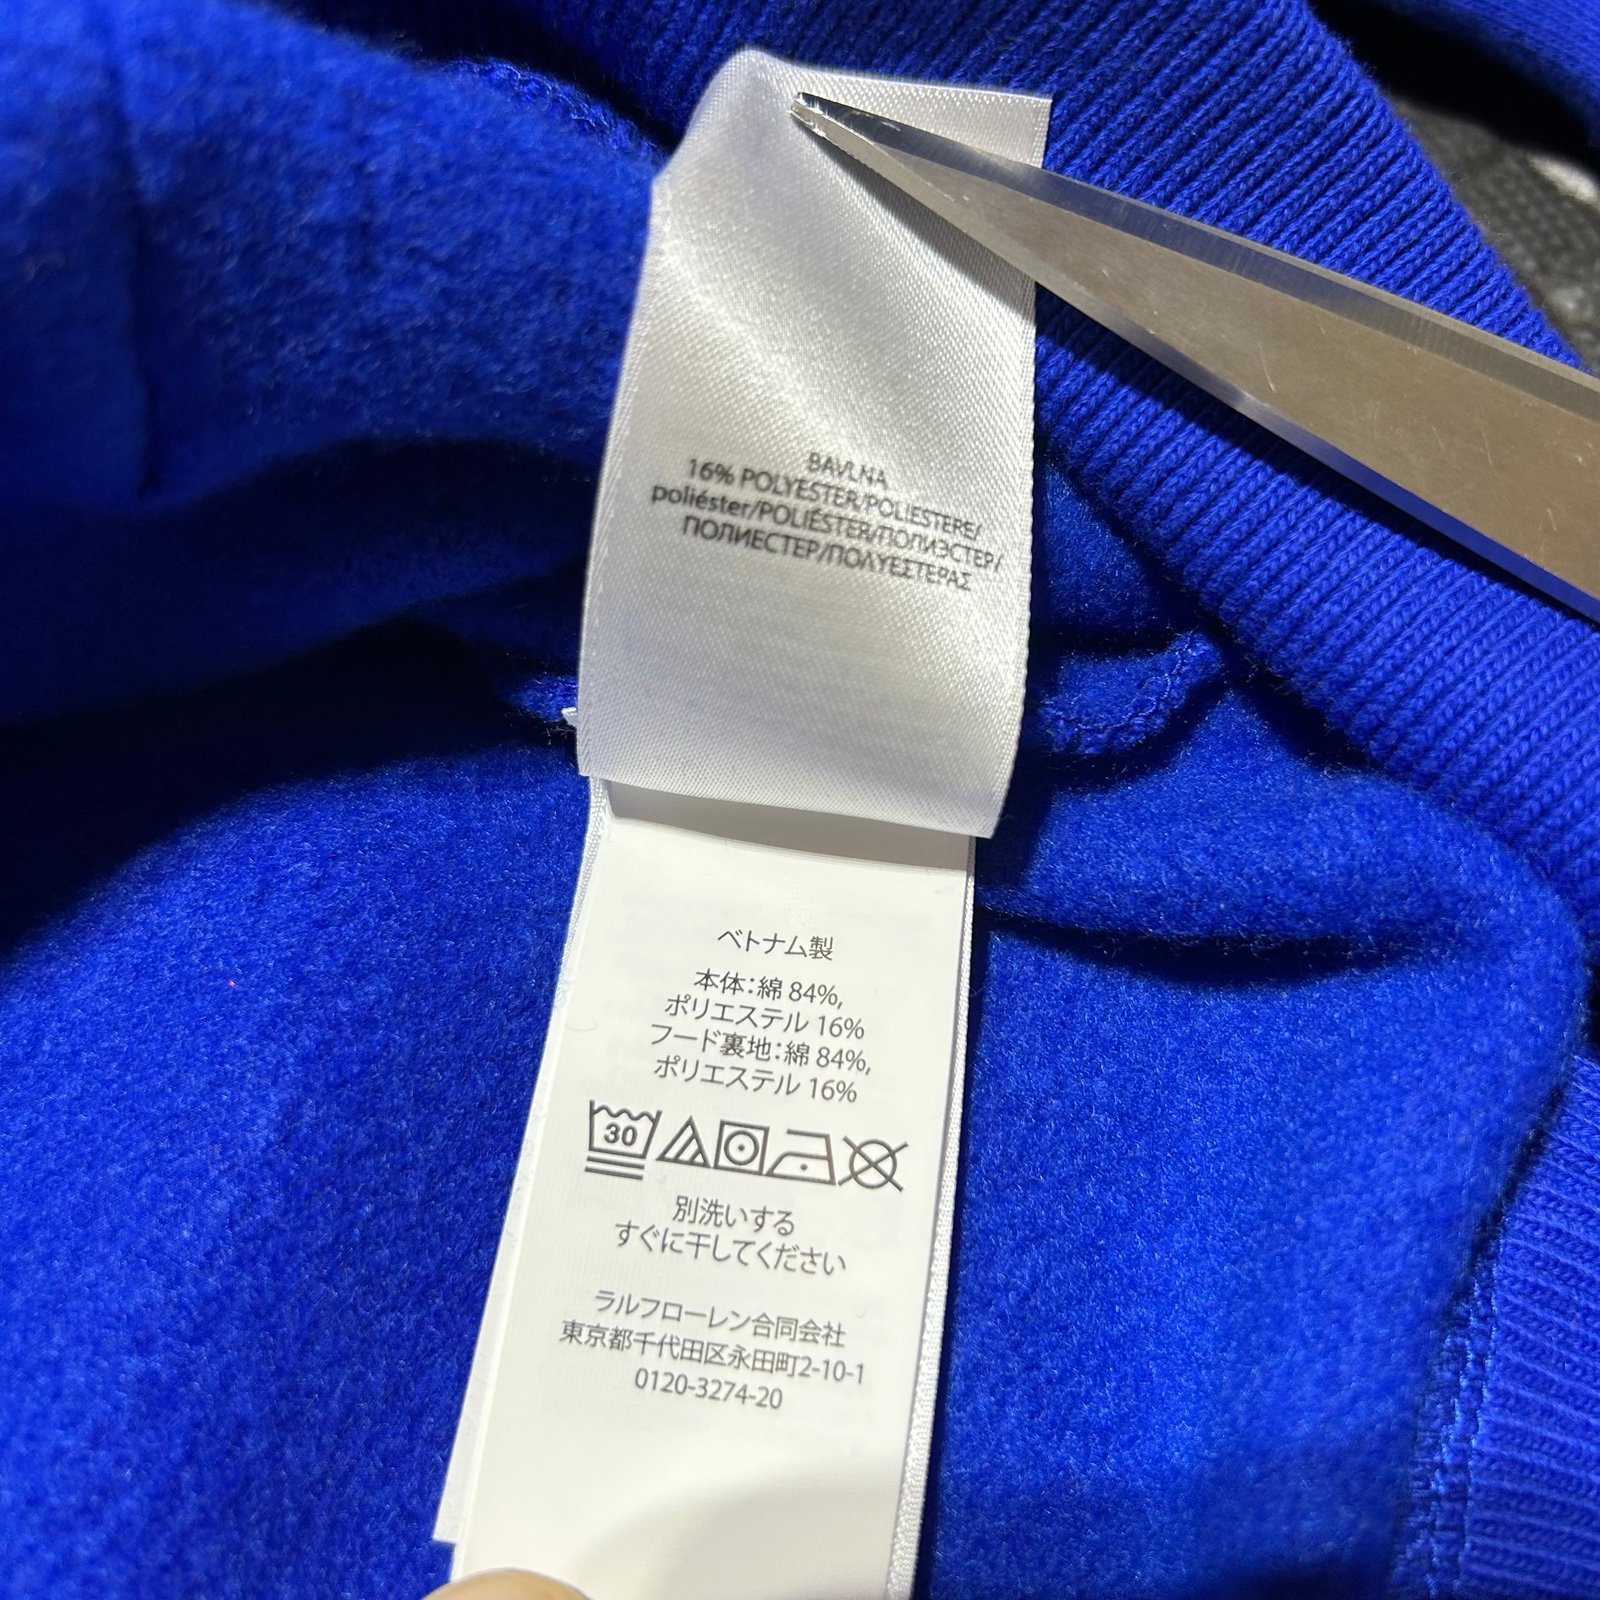 BAVLNA
16% POLYESTER/POLIESTERE/
poliéster/POLIÉSTER/ПОЛИЭСТЕР/
ПОЛИЕСТЕР/ΠΟΛΥΕΣΤΕΡΑΣ
ベトナム製
本体:綿 84%,
ポリエステル 16%
フード裏地:綿 84%,
ポリエステル 16%
30
別洗いする
すぐに干してください
ラルフローレン合同会社
東京都千代田区永田町2-10-1
0120-3274-20